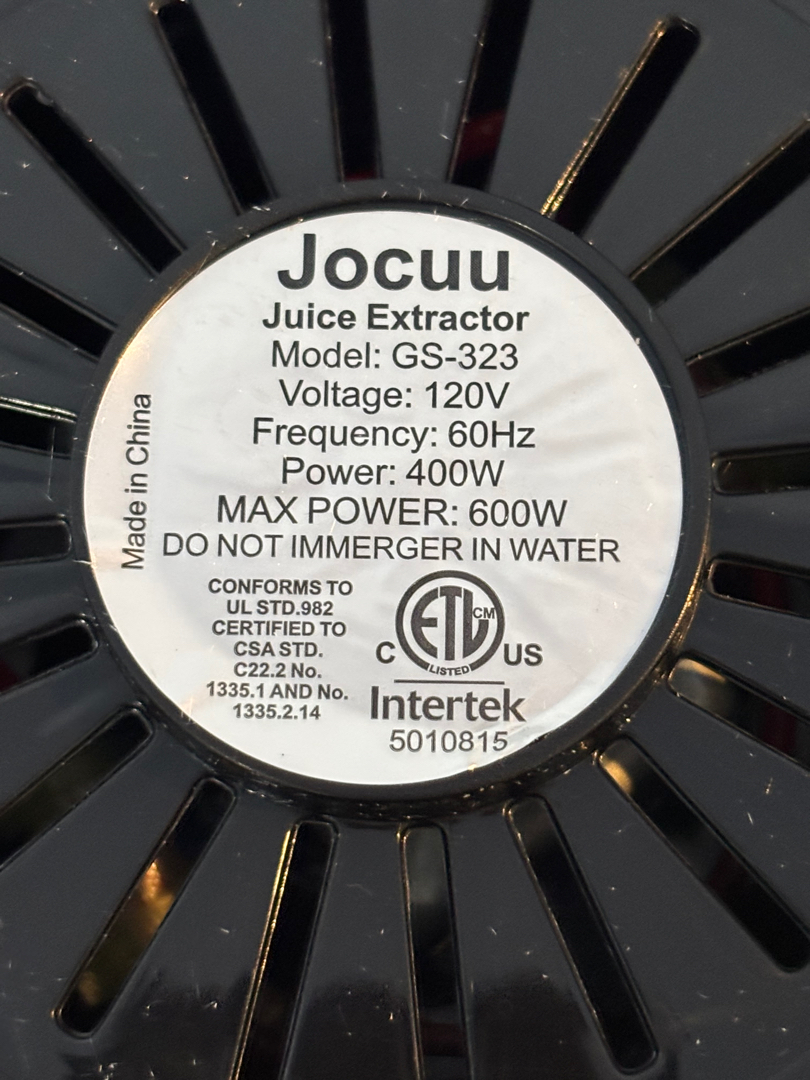 Jocuu
Juice Extractor
Model: GS-323
Voltage: 120V
Frequency: 60Hz
Power: 400W
MAX POWER: 600W
DO NOT IMMERGER IN WATER
Made in China
CONFORMS TO
UL STD.982
CERTIFIED TO
CSA STD.
C22.2 No.
1335.1 AND No.
1335.2.14
ETL CM
C US
LISTED
Intertek
5010815